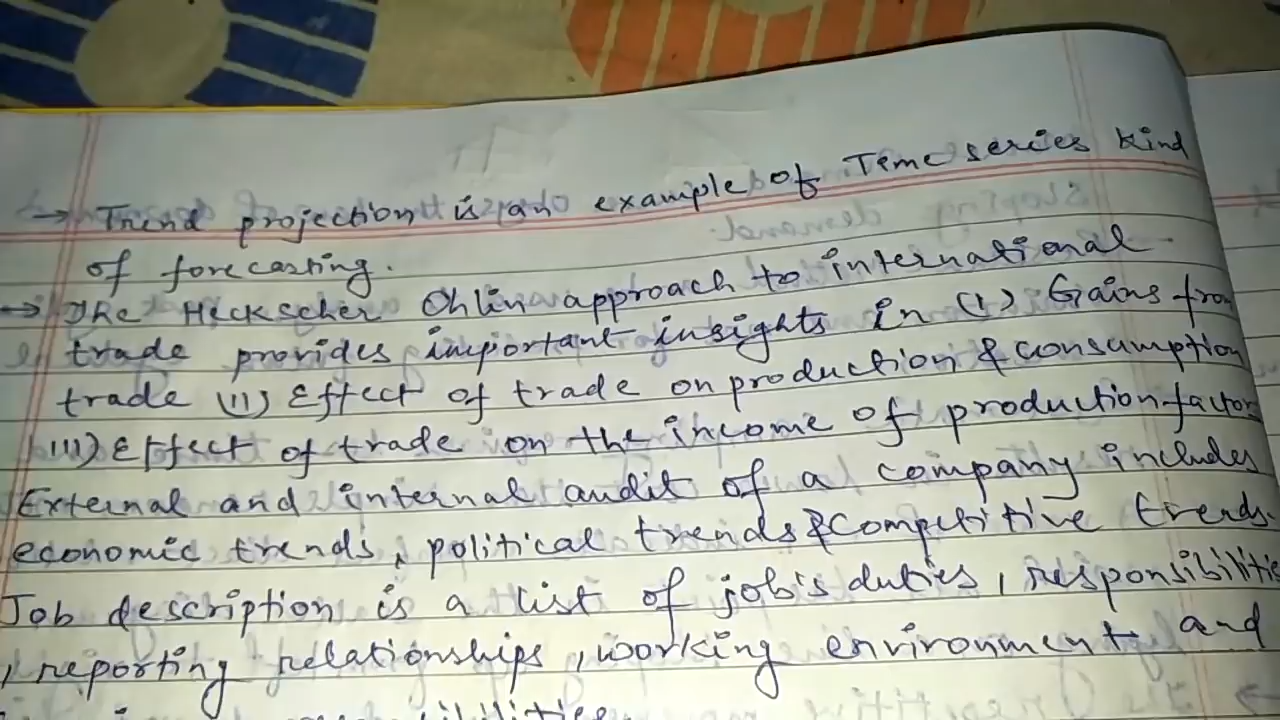 → Trend projection is an example of Time series kind
of forecasting.
→ The Heckscher Ohlin approach to international
trade provides important insights in (I) Gains from
trade (II) Effect of trade on production & consumption
III) Effect of trade on the income of production factor
External and internal audit of a company includes
economic trends, political trends & competitive trends.
Job description is a list of job's duties, responsibilitie
, reporting relationships, working environment and